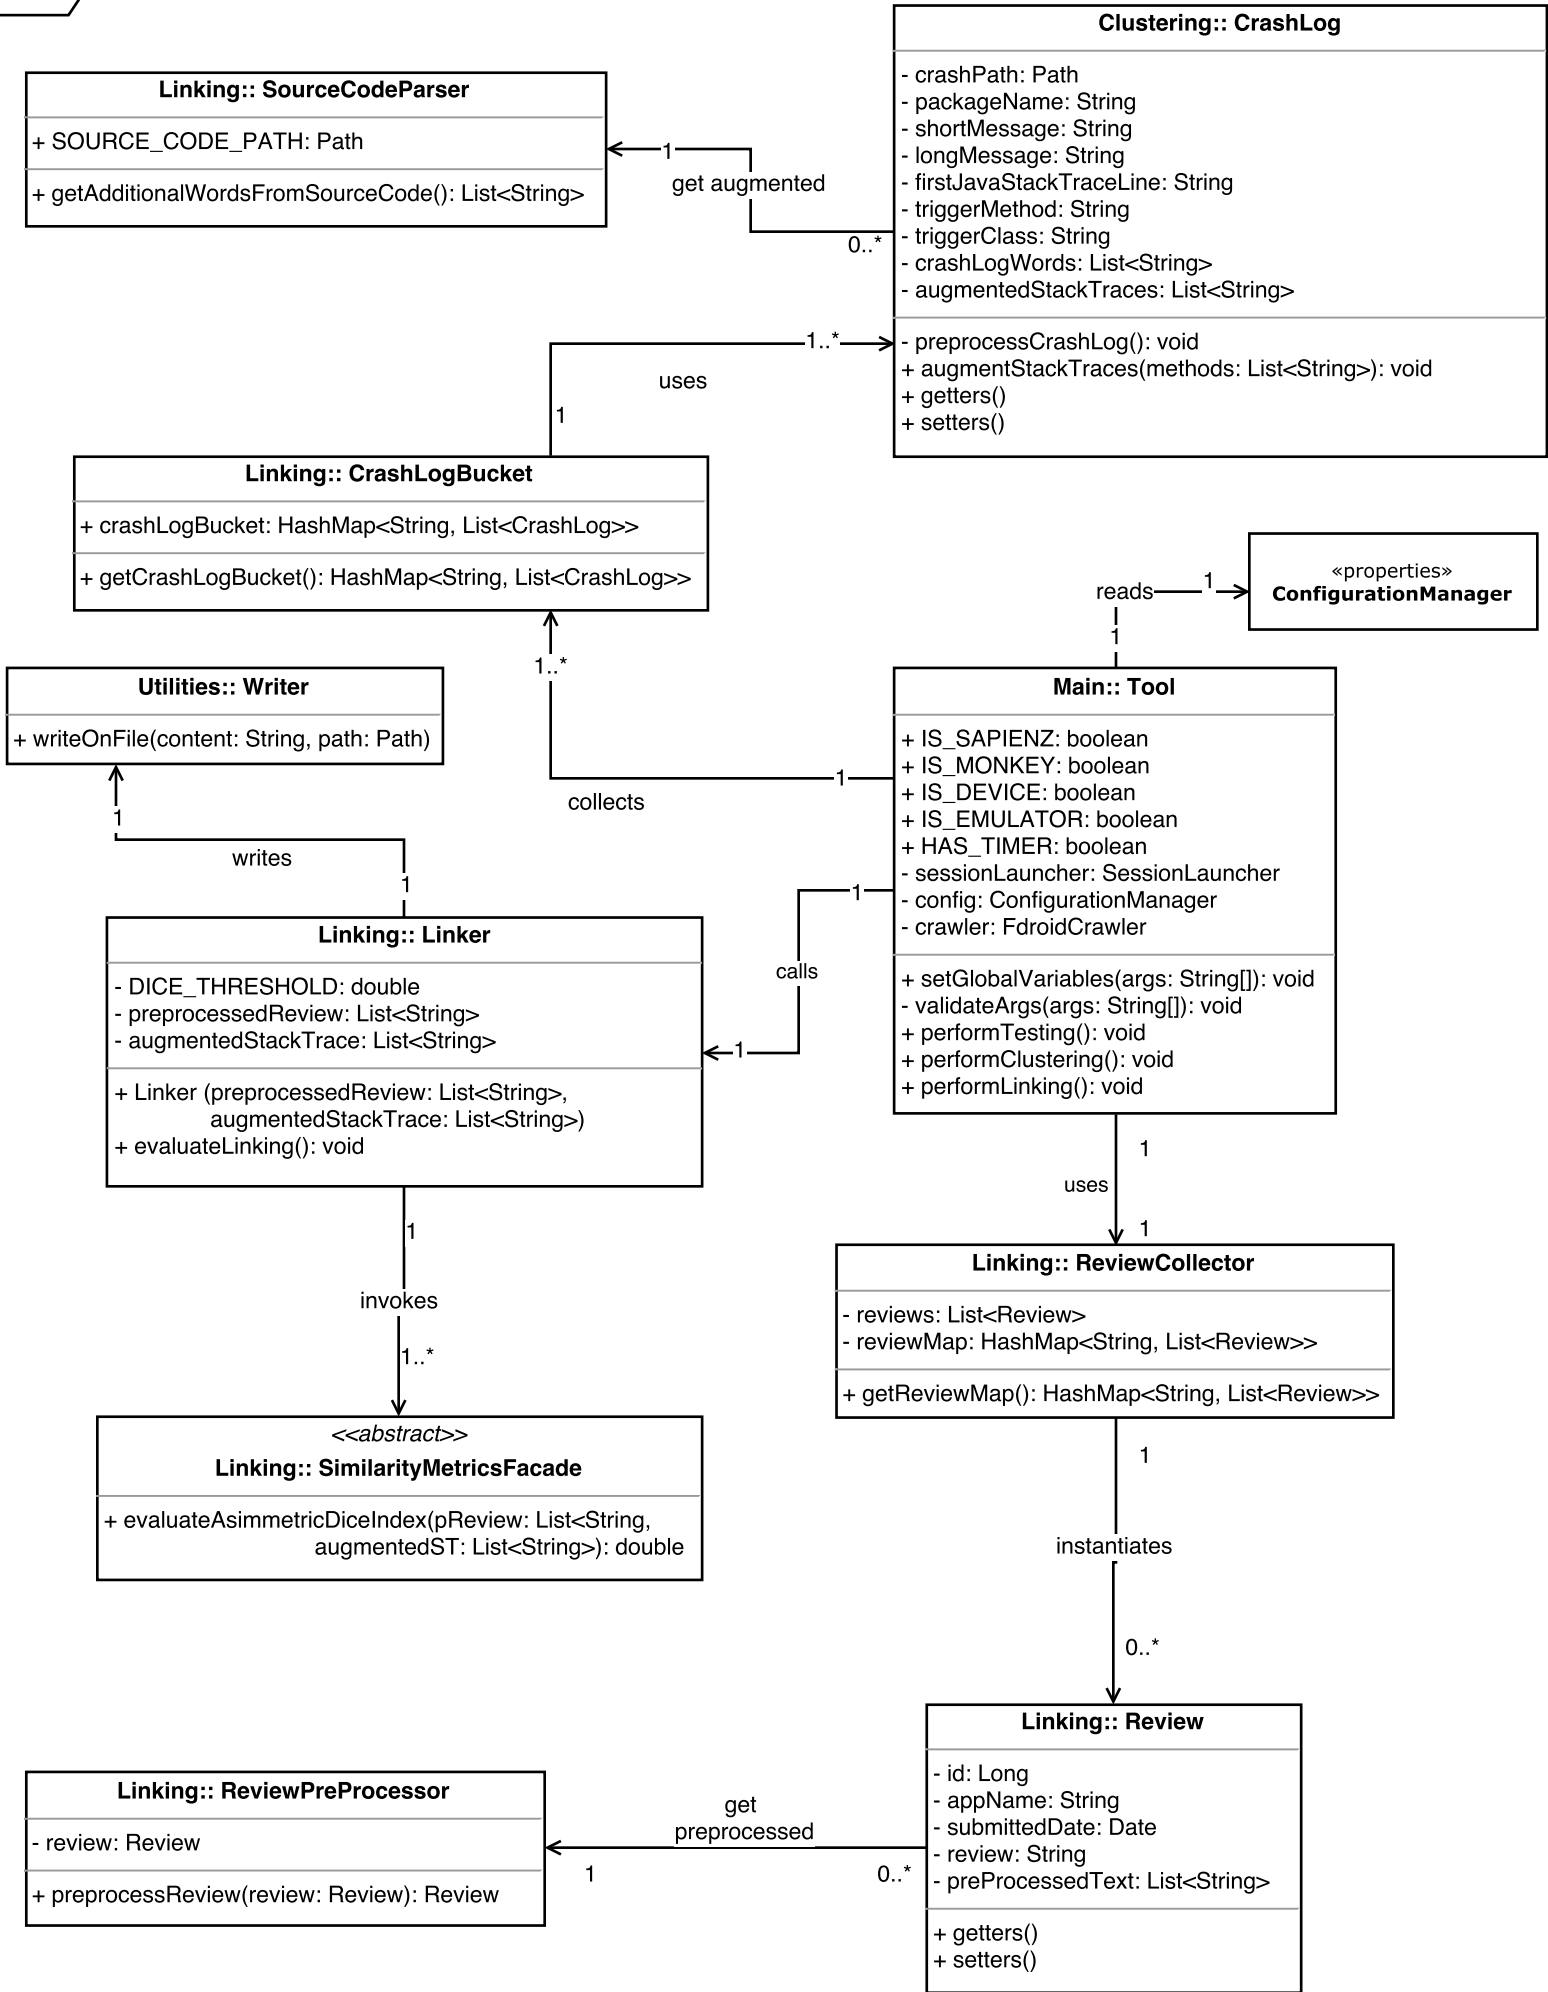 Clustering:: CrashLog
- crashPath: Path
- packageName: String
- shortMessage: String
- longMessage: String
- firstJavaStackTraceLine: String
- triggerMethod: String
- triggerClass: String
- crashLogWords: List<String>
- augmentedStackTraces: List<String>
- preprocessCrashLog(): void
+ augmentStackTraces(methods: List<String>): void
+ getters()
+ setters()
Linking:: SourceCodeParser
+ SOURCE_CODE_PATH: Path
+ getAdditionalWordsFromSourceCode(): List<String>
1
get augmented
0..*
1..*
uses
1
Linking:: CrashLogBucket
+ crashLogBucket: HashMap<String, List<CrashLog>>
+ getCrashLogBucket(): HashMap<String, List<CrashLog>>
«properties»
ConfigurationManager
reads
1
1
1..*
collects
1
Utilities:: Writer
+ writeOnFile(content: String, path: Path)
1
writes
1
Main:: Tool
+ IS_SAPIENZ: boolean
+ IS_MONKEY: boolean
+ IS_DEVICE: boolean
+ IS_EMULATOR: boolean
+ HAS_TIMER: boolean
- sessionLauncher: SessionLauncher
- config: ConfigurationManager
- crawler: FdroidCrawler
+ setGlobalVariables(args: String[]): void
- validateArgs(args: String[]): void
+ performTesting(): void
+ performClustering(): void
+ performLinking(): void
1
calls
1
Linking:: Linker
- DICE_THRESHOLD: double
- preprocessedReview: List<String>
- augmentedStackTrace: List<String>
+ Linker (preprocessedReview: List<String>,
augmentedStackTrace: List<String>)
+ evaluateLinking(): void
1
uses
1
1
invokes
1..*
Linking:: ReviewCollector
- reviews: List<Review>
- reviewMap: HashMap<String, List<Review>>
+ getReviewMap(): HashMap<String, List<Review>>
<<abstract>>
Linking:: SimilarityMetricsFacade
+ evaluateAsimmetricDiceIndex(pReview: List<String,
augmentedST: List<String>): double
1
instantiates
0..*
Linking:: Review
- id: Long
- appName: String
- submittedDate: Date
- review: String
- preProcessedText: List<String>
+ getters()
+ setters()
Linking:: ReviewPreProcessor
- review: Review
+ preprocessReview(review: Review): Review
get
preprocessed
1
0..*